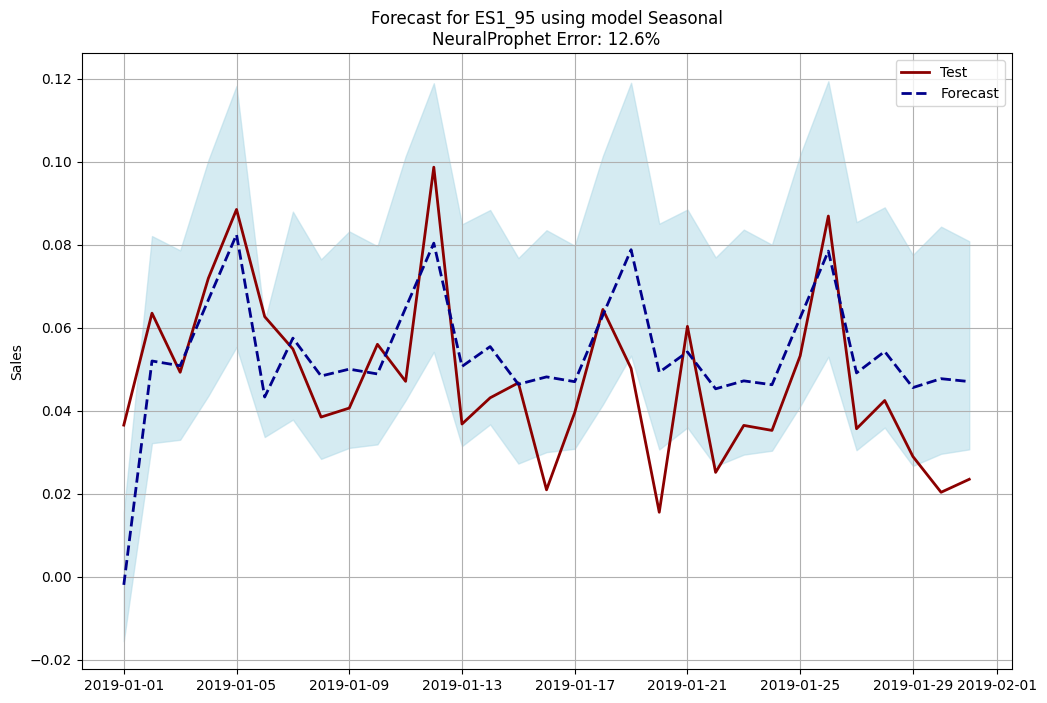 Forecast for ES1_95 using model Seasonal
NeuralProphet Error: 12.6%
Test
Forecast
Sales
0.12
0.10
0.08
0.06
0.04
0.02
0.00
−0.02
2019-01-01 2019-01-05 2019-01-09 2019-01-13 2019-01-17 2019-01-21 2019-01-25 2019-01-29 2019-02-01